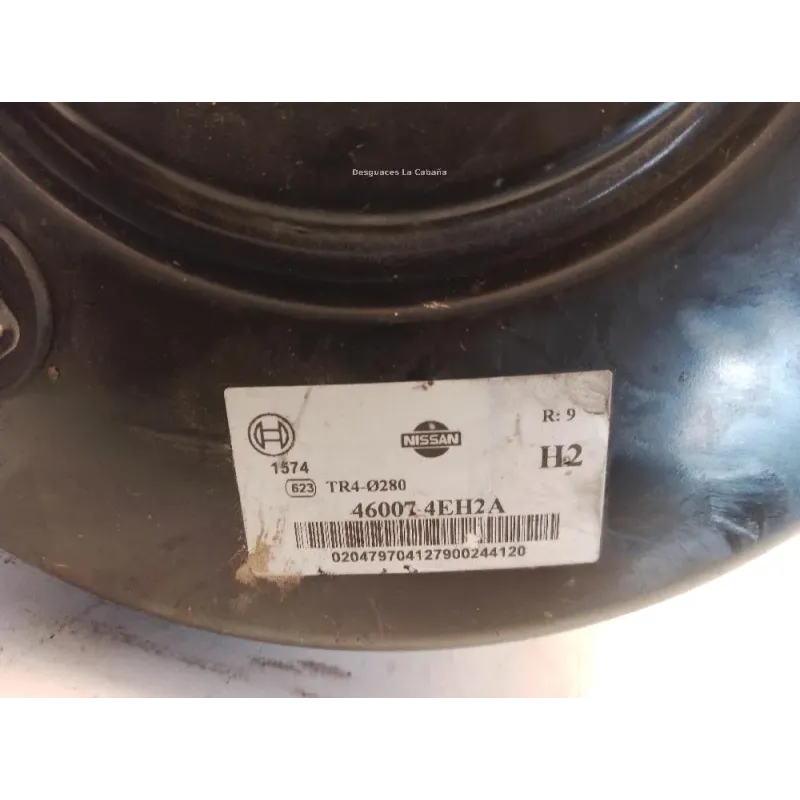 Desguaces La Cabaña
R: 9
NISSAN
H2
1574
623 TR4-Ø280
46007-4EH2A
020479704127900244120